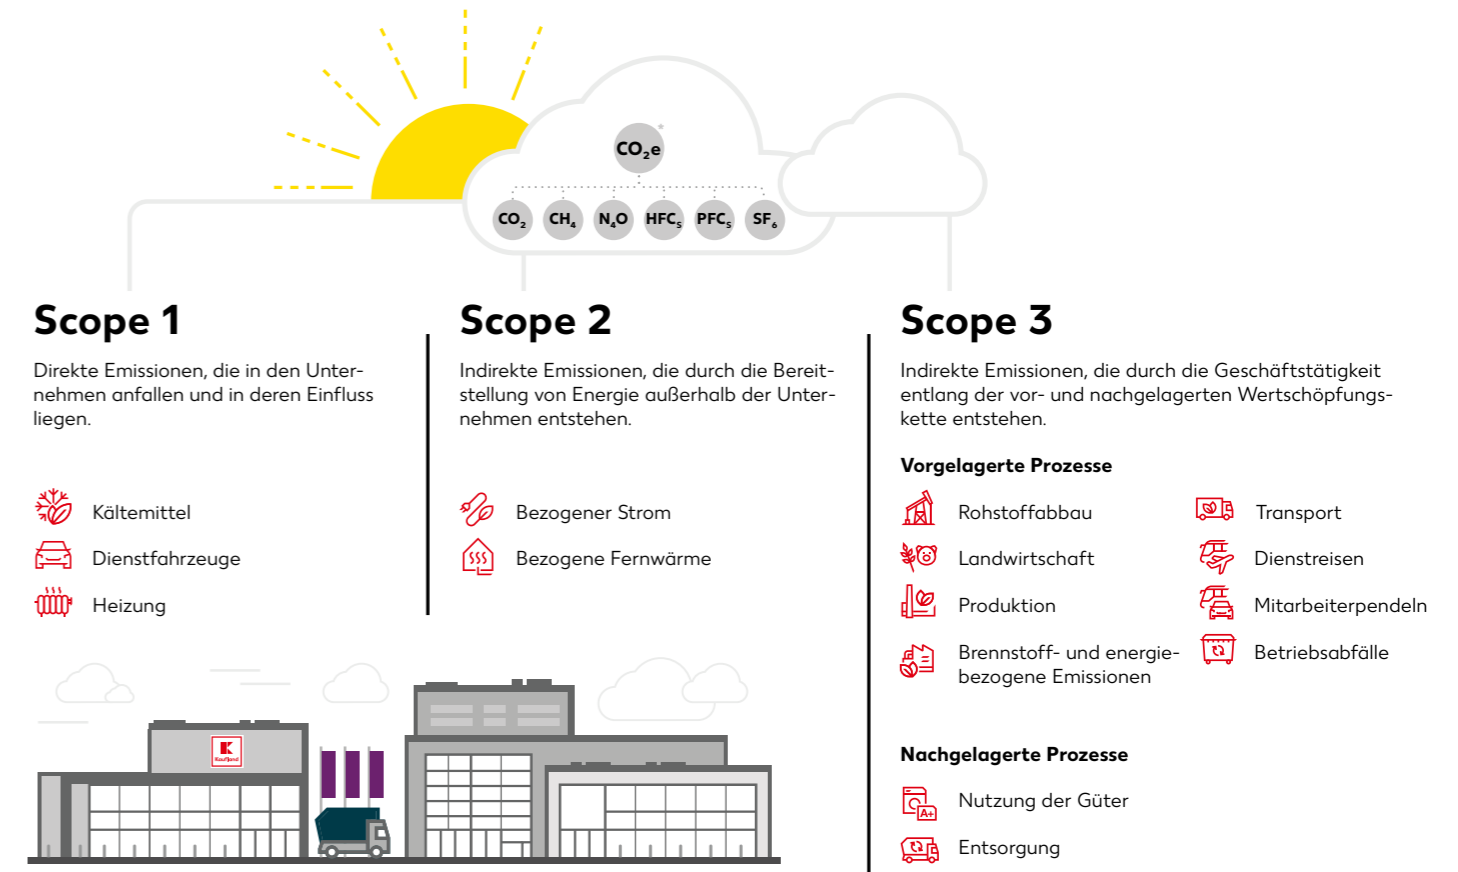 *
CO₂e
CO₂ CH₄ N₄O HFC₅ PFC₅ SF₆
Scope 1
Direkte Emissionen, die in den Unter-
nehmen anfallen und in deren Einfluss
liegen.
Kältemittel
Dienstfahrzeuge
Heizung
Scope 2
Indirekte Emissionen, die durch die Bereit-
stellung von Energie außerhalb der Unter-
nehmen entstehen.
Bezogener Strom
Bezogene Fernwärme
Scope 3
Indirekte Emissionen, die durch die Geschäftstätigkeit
entlang der vor- und nachgelagerten Wertschöpfungs-
kette entstehen.
Vorgelagerte Prozesse
Rohstoffabbau
Landwirtschaft
Produktion
Brennstoff- und energie-
bezogene Emissionen
Transport
Dienstreisen
Mitarbeiterpendeln
Betriebsabfälle
Nachgelagerte Prozesse
A+
Nutzung der Güter
Entsorgung
K
Kaufland